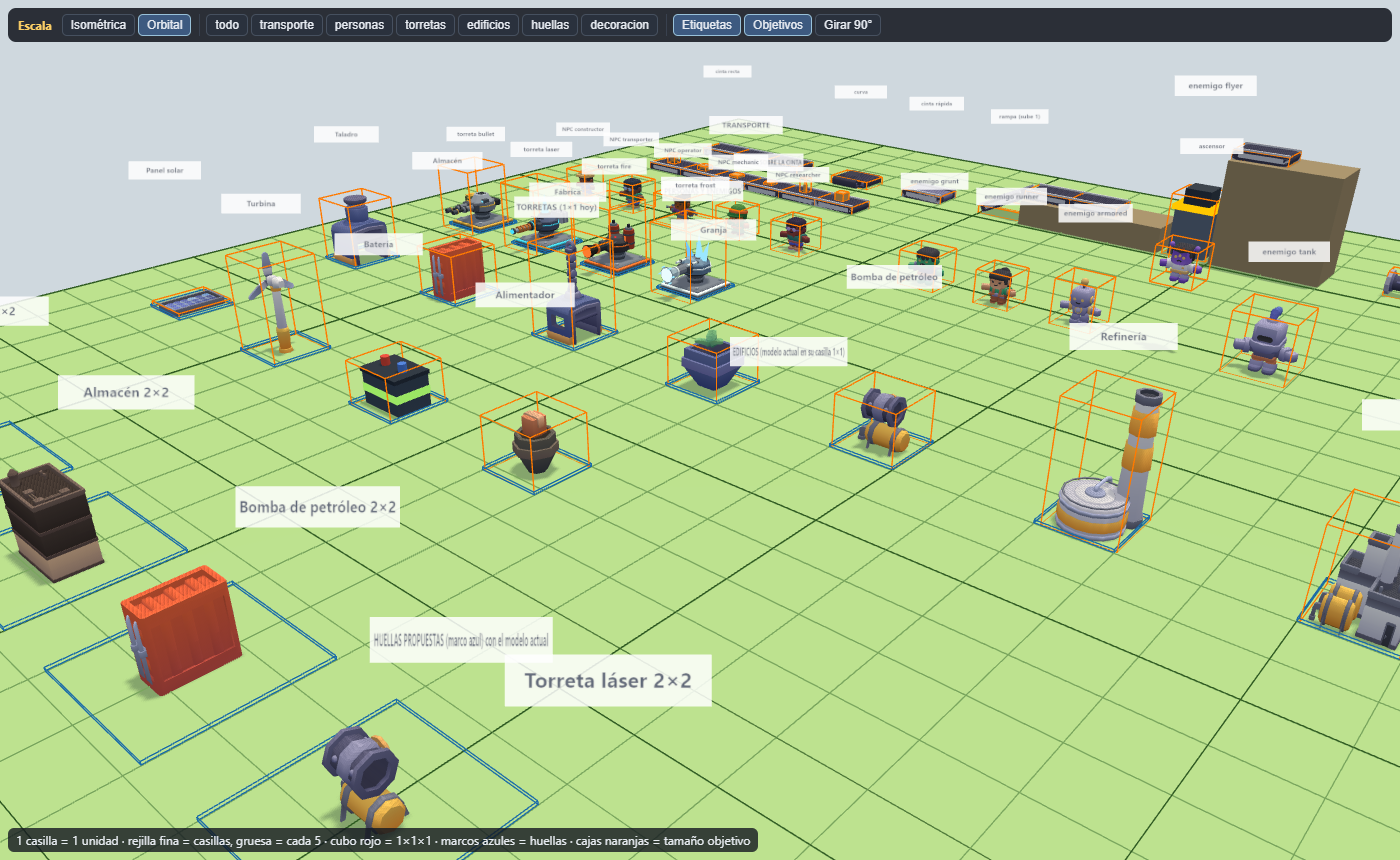 Escala Isométrica Orbital todo transporte personas torretas edificios huellas decoracion Etiquetas Objetivos Girar 90°
cinta recta
enemigo flyer
curva
cinta rápida
rampa (sube 1)
TRANSPORTE
NPC constructor
Taladro
torreta bullet
NPC transporter
ascensor
torreta laser
NPC operator
Almacén
NPC mechanic
torreta fire
Panel solar
NPC researcher
enemigo grunt
torreta frost
Fábrica
enemigo runner
Turbina
TORRETAS (1×1 hoy)
enemigo armored
Granja
Batería
enemigo tank
Bomba de petróleo
Alimentador
×2
Refinería
EDIFICIOS (modelo actual en su casilla 1×1)
Almacén 2×2
Bomba de petróleo 2×2
HUELLAS PROPUESTAS (marco azul) con el modelo actual
Torreta láser 2×2
1 casilla = 1 unidad · rejilla fina = casillas, gruesa = cada 5 · cubo rojo = 1×1×1 · marcos azules = huellas · cajas naranjas = tamaño objetivo